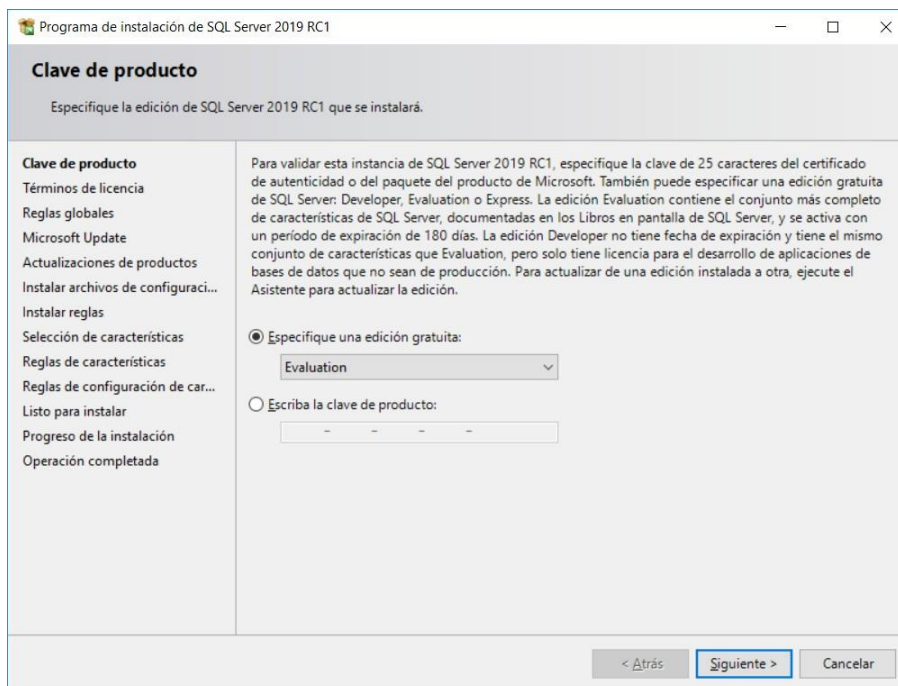 Programa de instalación de SQL Server 2019 RC1
Clave de producto
Especifique la edición de SQL Server 2019 RC1 que se instalará.
Clave de producto
Términos de licencia
Reglas globales
Microsoft Update
Actualizaciones de productos
Instalar archivos de configuraci...
Instalar reglas
Selección de características
Reglas de características
Reglas de configuración de car...
Listo para instalar
Progreso de la instalación
Operación completada
Para validar esta instancia de SQL Server 2019 RC1, especifique la clave de 25 caracteres del certificado
de autenticidad o del paquete del producto de Microsoft. También puede especificar una edición gratuita
de SQL Server: Developer, Evaluation o Express. La edición Evaluation contiene el conjunto más completo
de características de SQL Server, documentadas en los Libros en pantalla de SQL Server, y se activa con
un período de expiración de 180 días. La edición Developer no tiene fecha de expiración y tiene el mismo
conjunto de características que Evaluation, pero solo tiene licencia para el desarrollo de aplicaciones de
bases de datos que no sean de producción. Para actualizar de una edición instalada a otra, ejecute el
Asistente para actualizar la edición.
Especifique una edición gratuita:
Evaluation
Escriba la clave de producto:
- - - -
< Atrás
Siguiente >
Cancelar